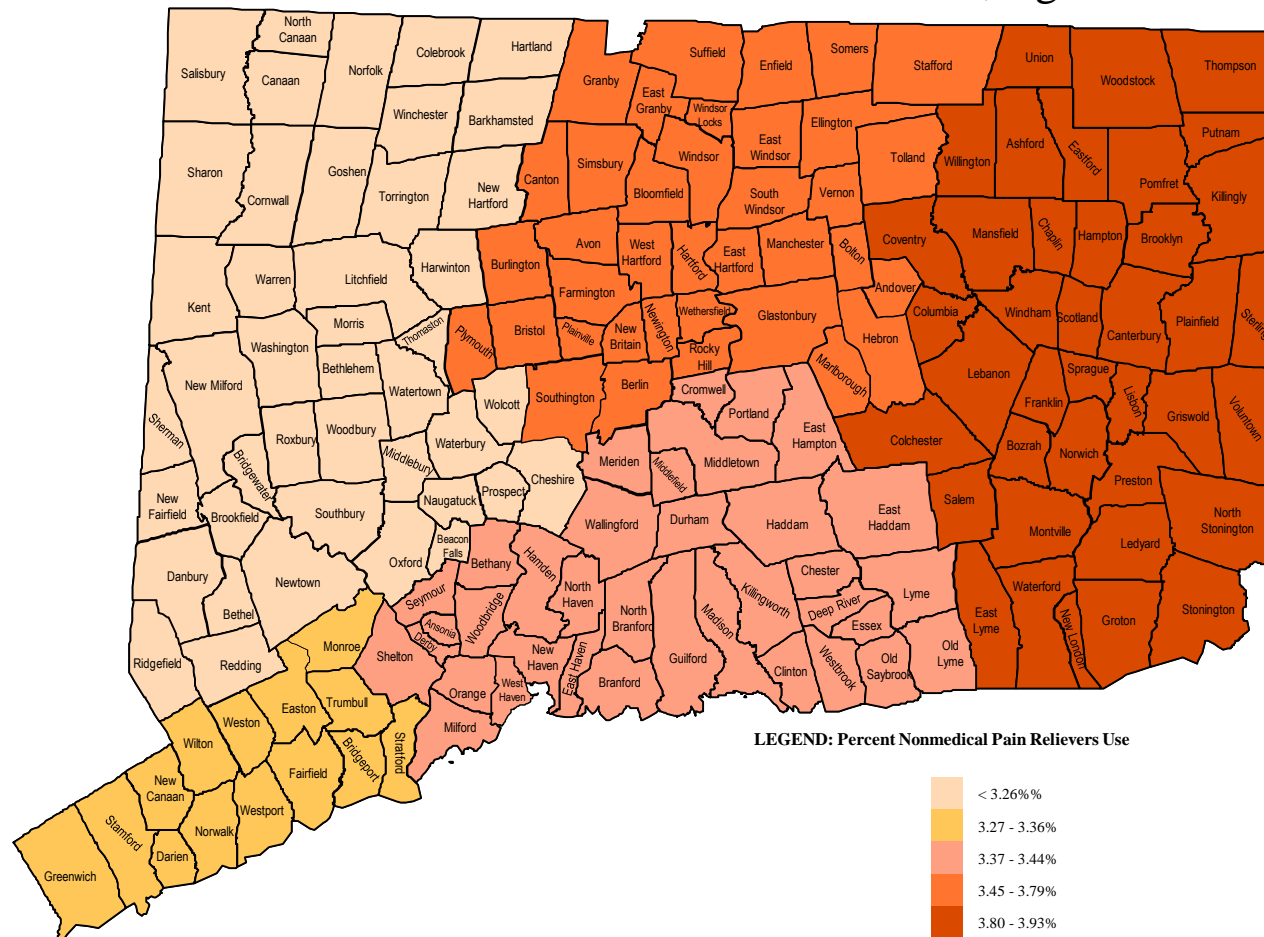 North
Canaan
Colebrook
Hartland
Suffield
Enfield
Somers
Stafford
Union
Woodstock
Thompson
Salisbury
Canaan
Norfolk
Granby
East
Granby
Windsor
Locks
Winchester
Barkhamsted
East
Windsor
Ellington
Tolland
Willington
Ashford
Eastford
Putnam
Pomfret
Killingly
Sharon
Cornwall
Goshen
Torrington
New
Hartford
Canton
Simsbury
Bloomfield
Windsor
South
Windsor
Vernon
Kent
Warren
Litchfield
Harwinton
Burlington
Avon
West
Hartford
Hartford
East
Hartford
Manchester
Bolton
Coventry
Mansfield
Chaplin
Hampton
Brooklyn
Farmington
Andover
Columbia
Windham
Scotland
Canterbury
Plainfield
Washington
Morris
Thomaston
Plymouth
Bristol
Plainville
New
Britain
Newington
Wethersfield
Rocky
Hill
Glastonbury
Marlborough
Hebron
Lebanon
Franklin
Sprague
Lisbon
Griswold
Voluntown
New Milford
Bethlehem
Watertown
Wolcott
Southington
Berlin
Cromwell
Portland
East
Hampton
Colchester
Bozrah
Norwich
Preston
Sherman
Bridgewater
Roxbury
Woodbury
Middlebury
Waterbury
Naugatuck
Prospect
Cheshire
Meriden
Middlefield
Middletown
New
Fairfield
Brookfield
Southbury
Oxford
Beacon
Falls
Wallingford
Durham
Haddam
East
Haddam
Salem
Montville
Ledyard
North
Stonington
Danbury
Bethel
Newtown
Seymour
Bethany
Hamden
North
Haven
North
Branford
Madison
Killingworth
Chester
Deep River
Essex
Lyme
East
Lyme
Waterford
New London
Groton
Stonington
Ridgefield
Redding
Monroe
Shelton
Ansonia
Derby
Woodbridge
New
Haven
East Haven
Branford
Guilford
Clinton
Westbrook
Old
Saybrook
Old
Lyme
Wilton
Weston
Easton
Trumbull
Bridgeport
Stratford
Orange
West
Haven
Milford
New
Canaan
Fairfield
Westport
Norwalk
Darien
Stamford
Greenwich
LEGEND: Percent Nonmedical Pain Relievers Use
< 3.26%%
3.27 - 3.36%
3.37 - 3.44%
3.45 - 3.79%
3.80 - 3.93%